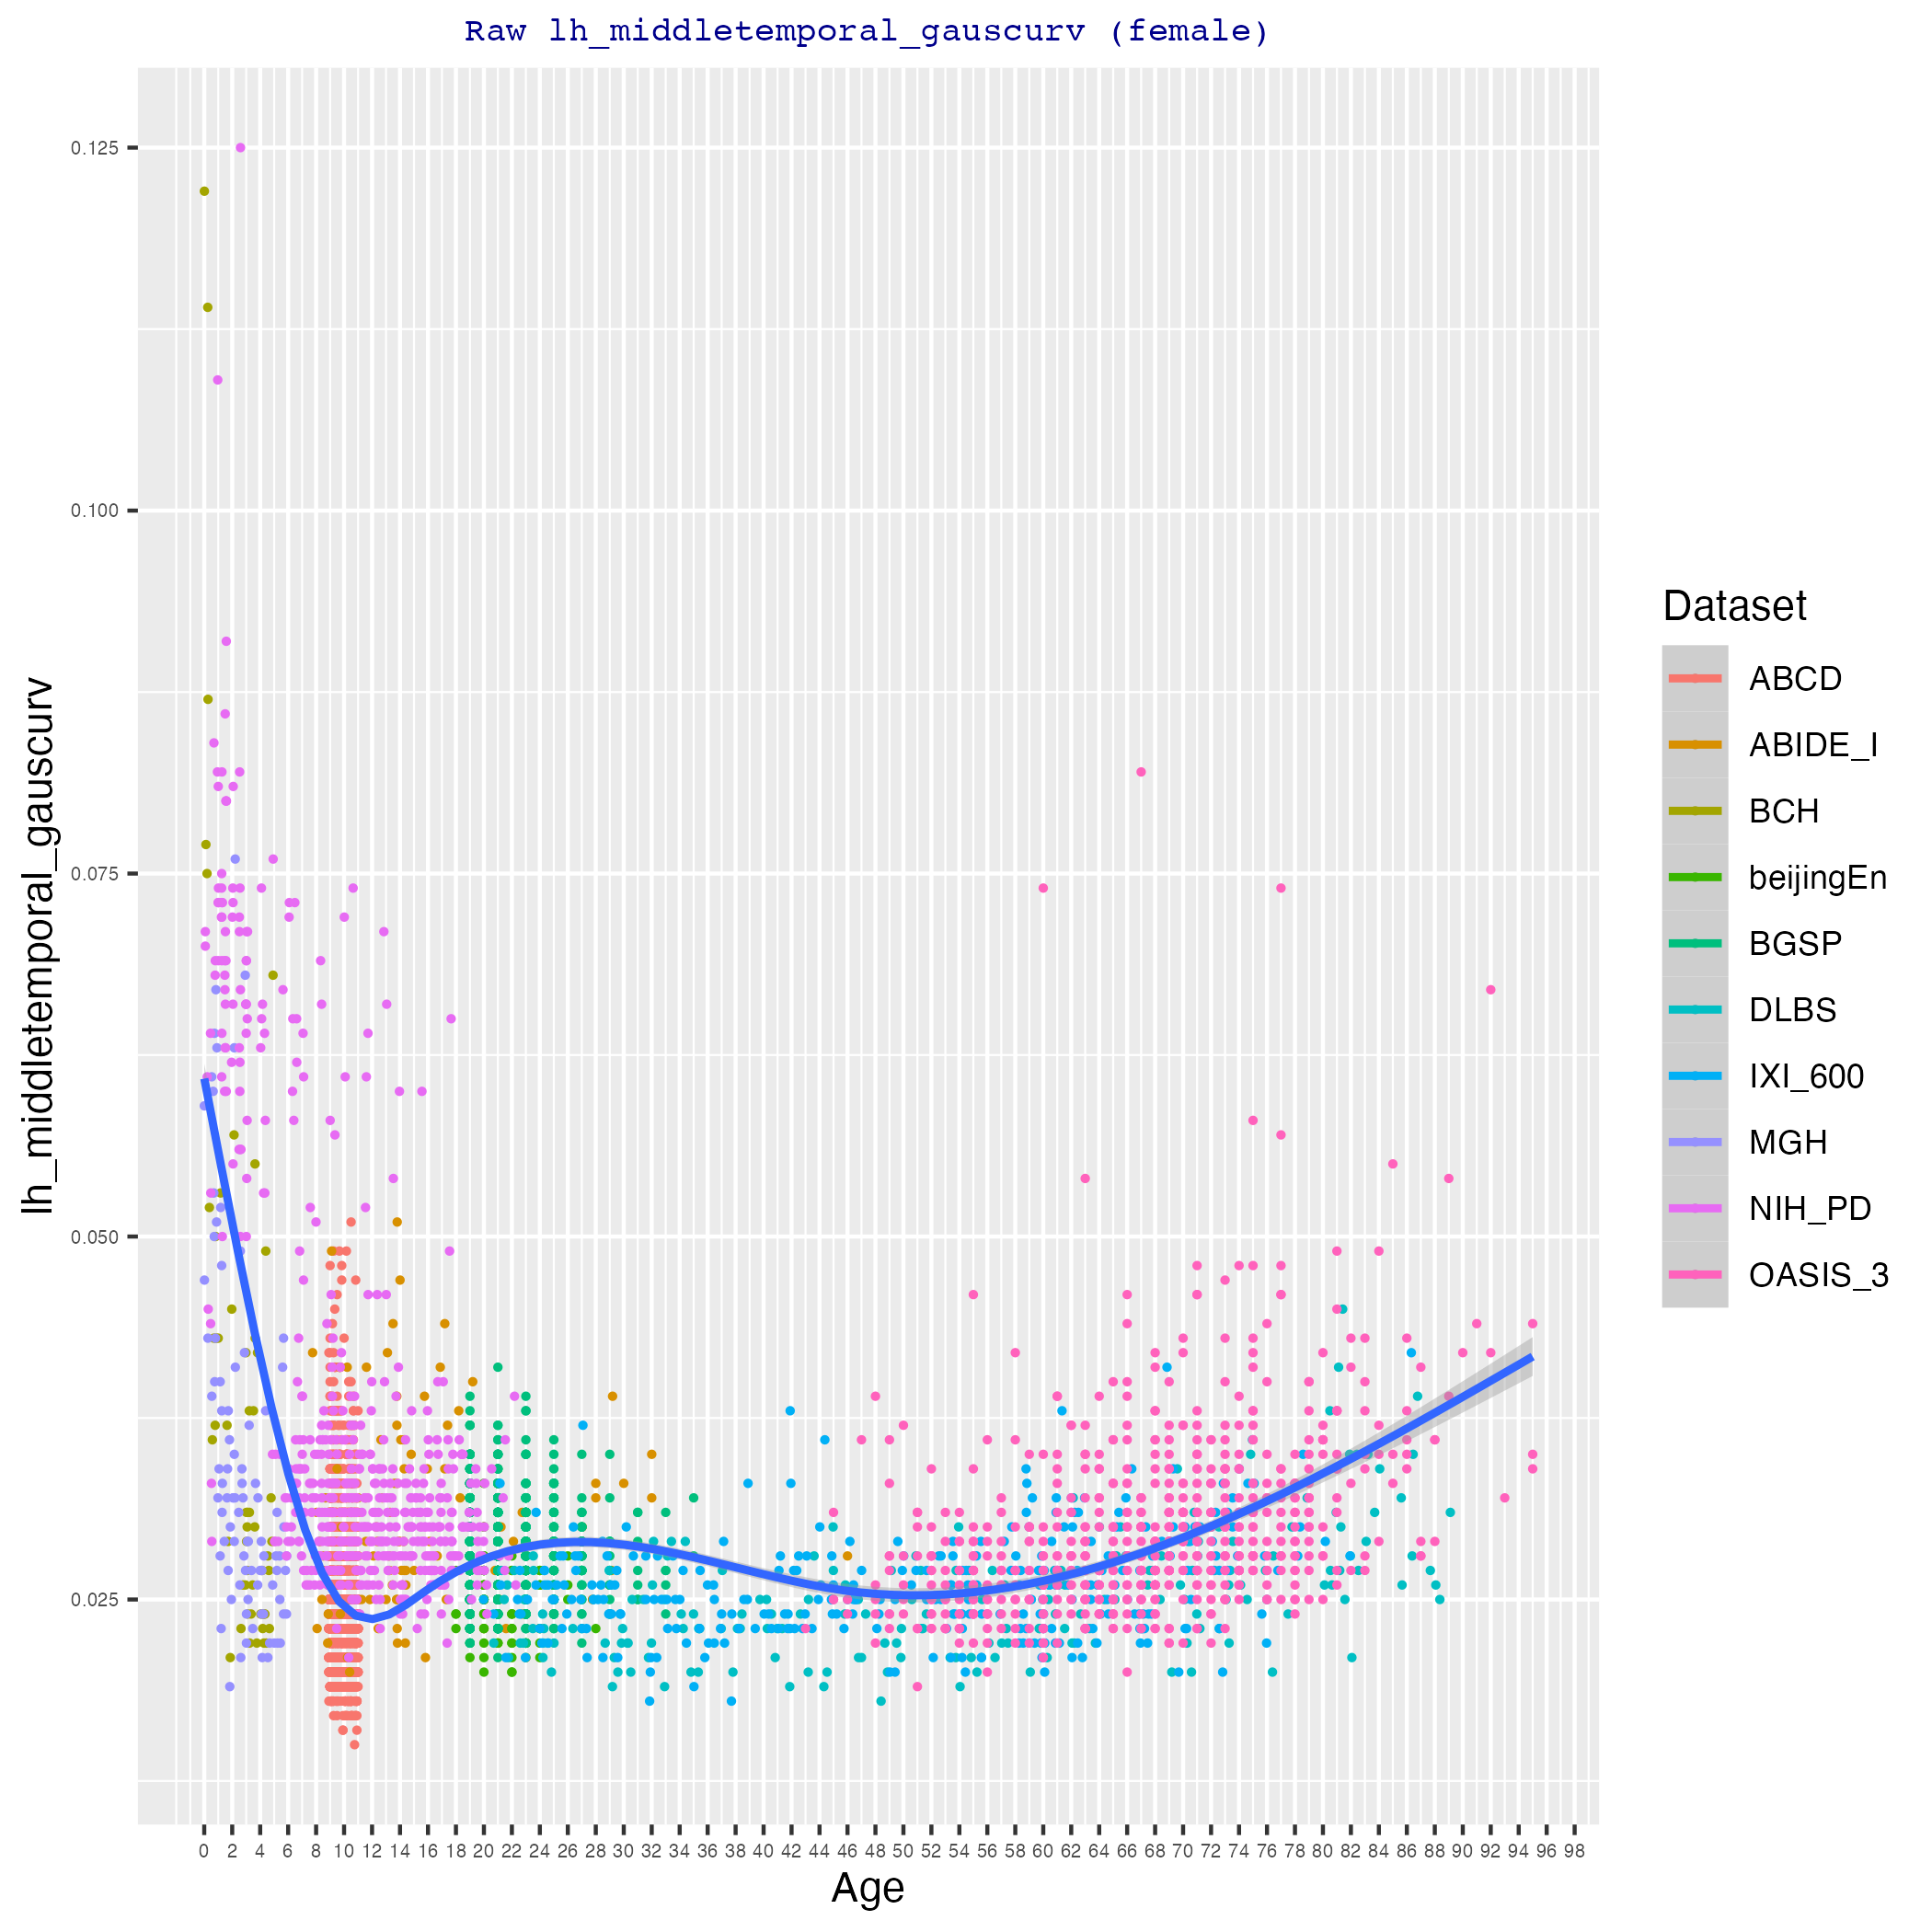 Raw lh_middletemporal_gauscurv (female)
lh_middletemporal_gauscurv
0.125
0.100
0.075
0.050
0.025
0 2 4 6 8 10 12 14 16 18 20 22 24 26 28 30 32 34 36 38 40 42 44 46 48 50 52 54 56 58 60 62 64 66 68 70 72 74 76 78 80 82 84 86 88 90 92 94 96 98
Age
Dataset
ABCD
ABIDE_I
BCH
beijingEn
BGSP
DLBS
IXI_600
MGH
NIH_PD
OASIS_3